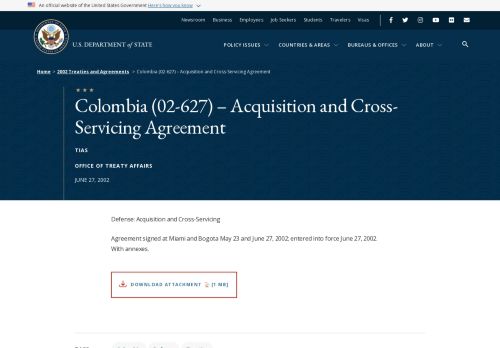 An official website of the United States Government Here's how you know
Newsroom Business Employees Job Seekers Students Travelers Visas
U.S. DEPARTMENT of STATE
POLICY ISSUES COUNTRIES & AREAS BUREAUS & OFFICES ABOUT
Home > 2002 Treaties and Agreements > Colombia (02-627) – Acquisition and Cross-Servicing Agreement
Colombia (02-627) – Acquisition and Cross-
Servicing Agreement
TIAS
OFFICE OF TREATY AFFAIRS
JUNE 27, 2002
Defense: Acquisition and Cross-Servicing
Agreement signed at Miami and Bogota May 23 and June 27, 2002; entered into force June 27, 2002.
With annexes.
DOWNLOAD ATTACHMENT [1 MB]